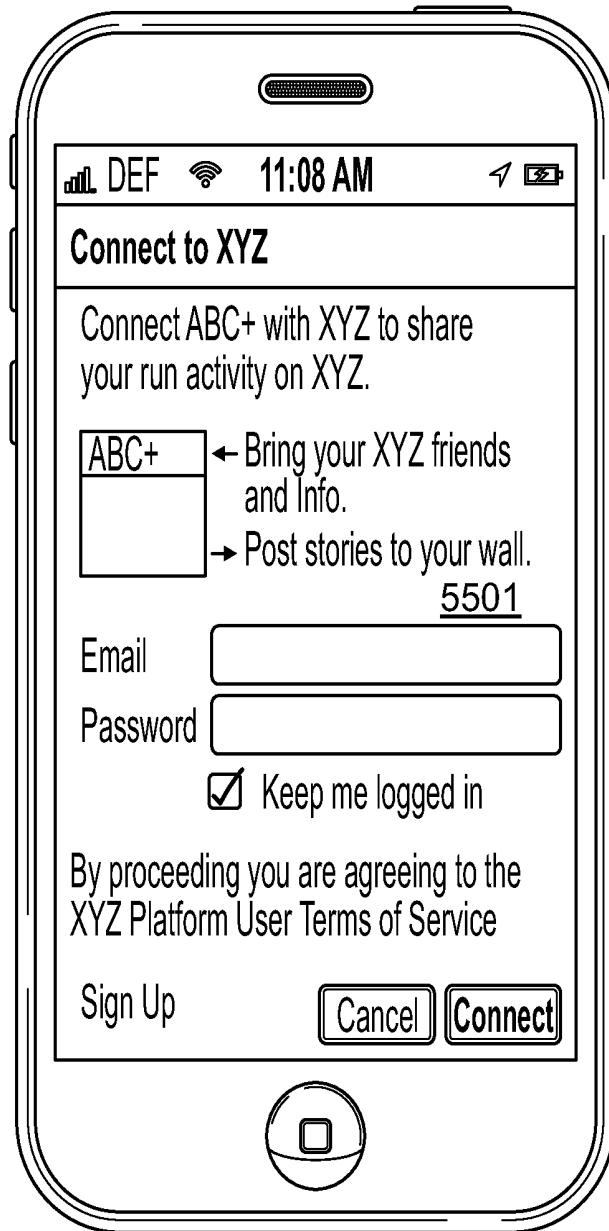 DEF 11:08 AM
Connect to XYZ
Connect ABC+ with XYZ to share
your run activity on XYZ.
ABC+
Bring your XYZ friends
and Info.
Post stories to your wall.
5501
Email
Password
Keep me logged in
By proceeding you are agreeing to the
XYZ Platform User Terms of Service
Sign Up Cancel Connect